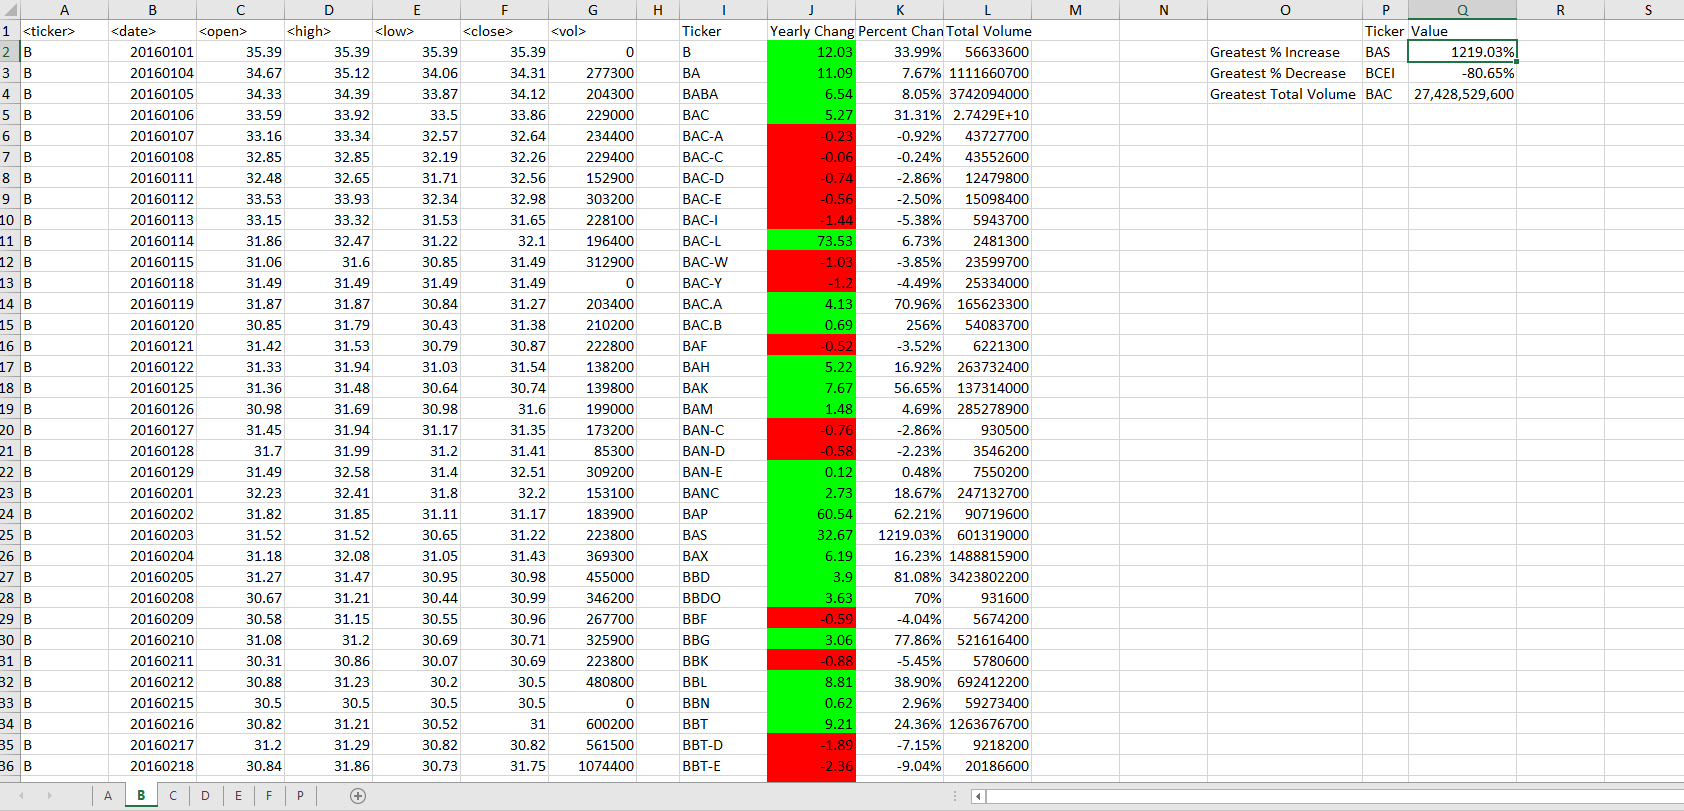 A B C D E F G H I J K L M N O P Q R S
1 <ticker> <date> <open> <high> <low> <close> <vol> Ticker Yearly Chang Percent Chan Total Volume Ticker Value
2 B 20160101 35.39 35.39 35.39 35.39 0 B 12.03 33.99% 56633600 Greatest % Increase BAS 1219.03%
3 B 20160104 34.67 35.12 34.06 34.31 277300 BA 11.09 7.67% 1111660700 Greatest % Decrease BCEI -80.65%
4 B 20160105 34.33 34.39 33.87 34.12 204300 BABA 6.54 8.05% 3742094000 Greatest Total Volume BAC 27,428,529,600
5 B 20160106 33.59 33.92 33.5 33.86 229000 BAC 5.27 31.31% 2.7429E+10
6 B 20160107 33.16 33.34 32.57 32.64 234400 BAC-A -0.23 -0.92% 43727700
7 B 20160108 32.85 32.85 32.19 32.26 229400 BAC-C -0.06 -0.24% 43552600
8 B 20160111 32.48 32.65 31.71 32.56 152900 BAC-D -0.74 -2.86% 12479800
9 B 20160112 33.53 33.93 32.34 32.98 303200 BAC-E -0.56 -2.50% 15098400
10 B 20160113 33.15 33.32 31.53 31.65 228100 BAC-I -1.44 -5.38% 5943700
11 B 20160114 31.86 32.47 31.22 32.1 196400 BAC-L 73.53 6.73% 2481300
12 B 20160115 31.06 31.6 30.85 31.49 312900 BAC-W -1.03 -3.85% 23599700
13 B 20160118 31.49 31.49 31.49 31.49 0 BAC-Y -1.2 -4.49% 25334000
14 B 20160119 31.87 31.87 30.84 31.27 203400 BAC.A 4.13 70.96% 165623300
15 B 20160120 30.85 31.79 30.43 31.38 210200 BAC.B 0.69 256% 54083700
16 B 20160121 31.42 31.53 30.79 30.87 222800 BAF -0.52 -3.52% 6221300
17 B 20160122 31.33 31.94 31.03 31.54 138200 BAH 5.22 16.92% 263732400
18 B 20160125 31.36 31.48 30.64 30.74 139800 BAK 7.67 56.65% 137314000
19 B 20160126 30.98 31.69 30.98 31.6 199000 BAM 1.48 4.69% 285278900
20 B 20160127 31.45 31.94 31.17 31.35 173200 BAN-C -0.76 -2.86% 930500
21 B 20160128 31.7 31.99 31.2 31.41 85300 BAN-D -0.58 -2.23% 3546200
22 B 20160129 31.49 32.58 31.4 32.51 309200 BAN-E 0.12 0.48% 7550200
23 B 20160201 32.23 32.41 31.8 32.2 153100 BANC 2.73 18.67% 247132700
24 B 20160202 31.82 31.85 31.11 31.17 183900 BAP 60.54 62.21% 90719600
25 B 20160203 31.52 31.52 30.65 31.22 223800 BAS 32.67 1219.03% 601319000
26 B 20160204 31.18 32.08 31.05 31.43 369300 BAX 6.19 16.23% 1488815900
27 B 20160205 31.27 31.47 30.95 30.98 455000 BBD 3.9 81.08% 3423802200
28 B 20160208 30.67 31.21 30.44 30.99 346200 BBDO 3.63 70% 931600
29 B 20160209 30.58 31.15 30.55 30.96 267700 BBF -0.59 -4.04% 5674200
30 B 20160210 31.08 31.2 30.69 30.71 325900 BBG 3.06 77.86% 521616400
31 B 20160211 30.31 30.86 30.07 30.69 223800 BBK -0.88 -5.45% 5780600
32 B 20160212 30.88 31.23 30.2 30.5 480800 BBL 8.81 38.90% 692412200
33 B 20160215 30.5 30.5 30.5 30.5 0 BBN 0.62 2.96% 59273400
34 B 20160216 30.82 31.21 30.52 31 600200 BBT 9.21 24.36% 1263676700
35 B 20160217 31.2 31.29 30.82 30.82 561500 BBT-D -1.89 -7.15% 9218200
36 B 20160218 30.84 31.86 30.73 31.75 1074400 BBT-E -2.36 -9.04% 20186600
A B C D E F P